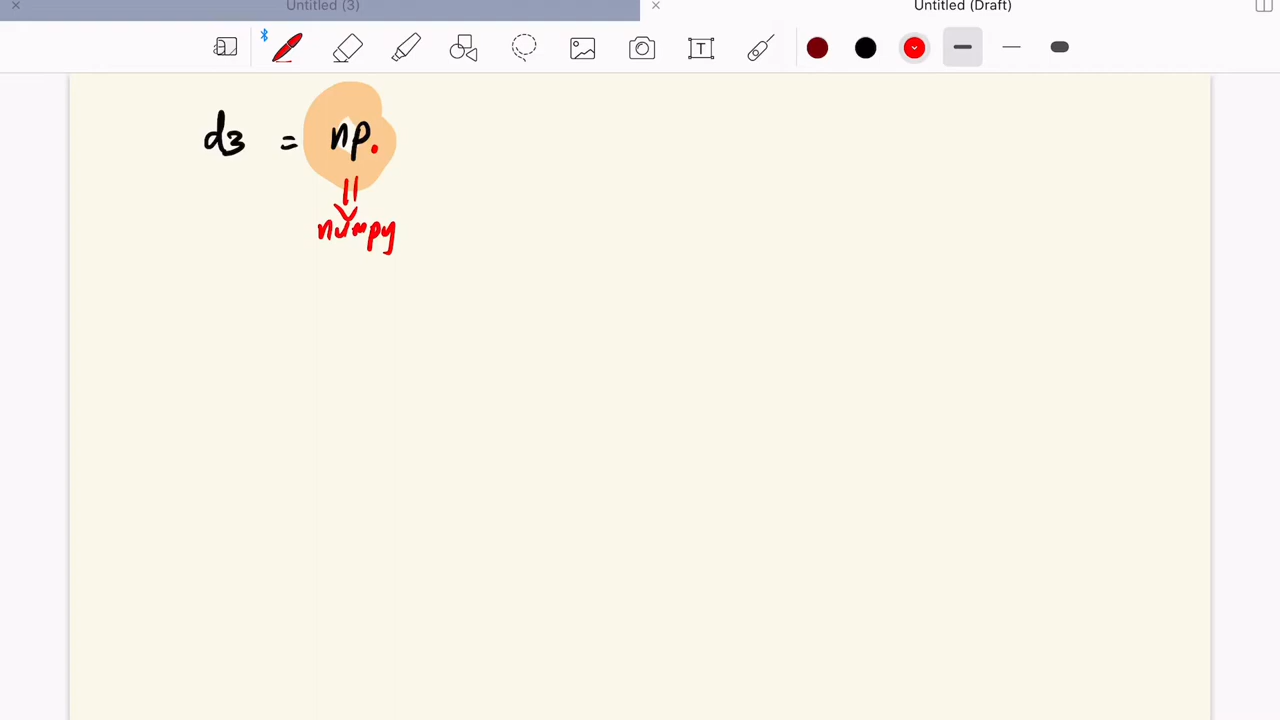 Untitled (3)
Untitled (Draft)
T
d3 = np.
numpy